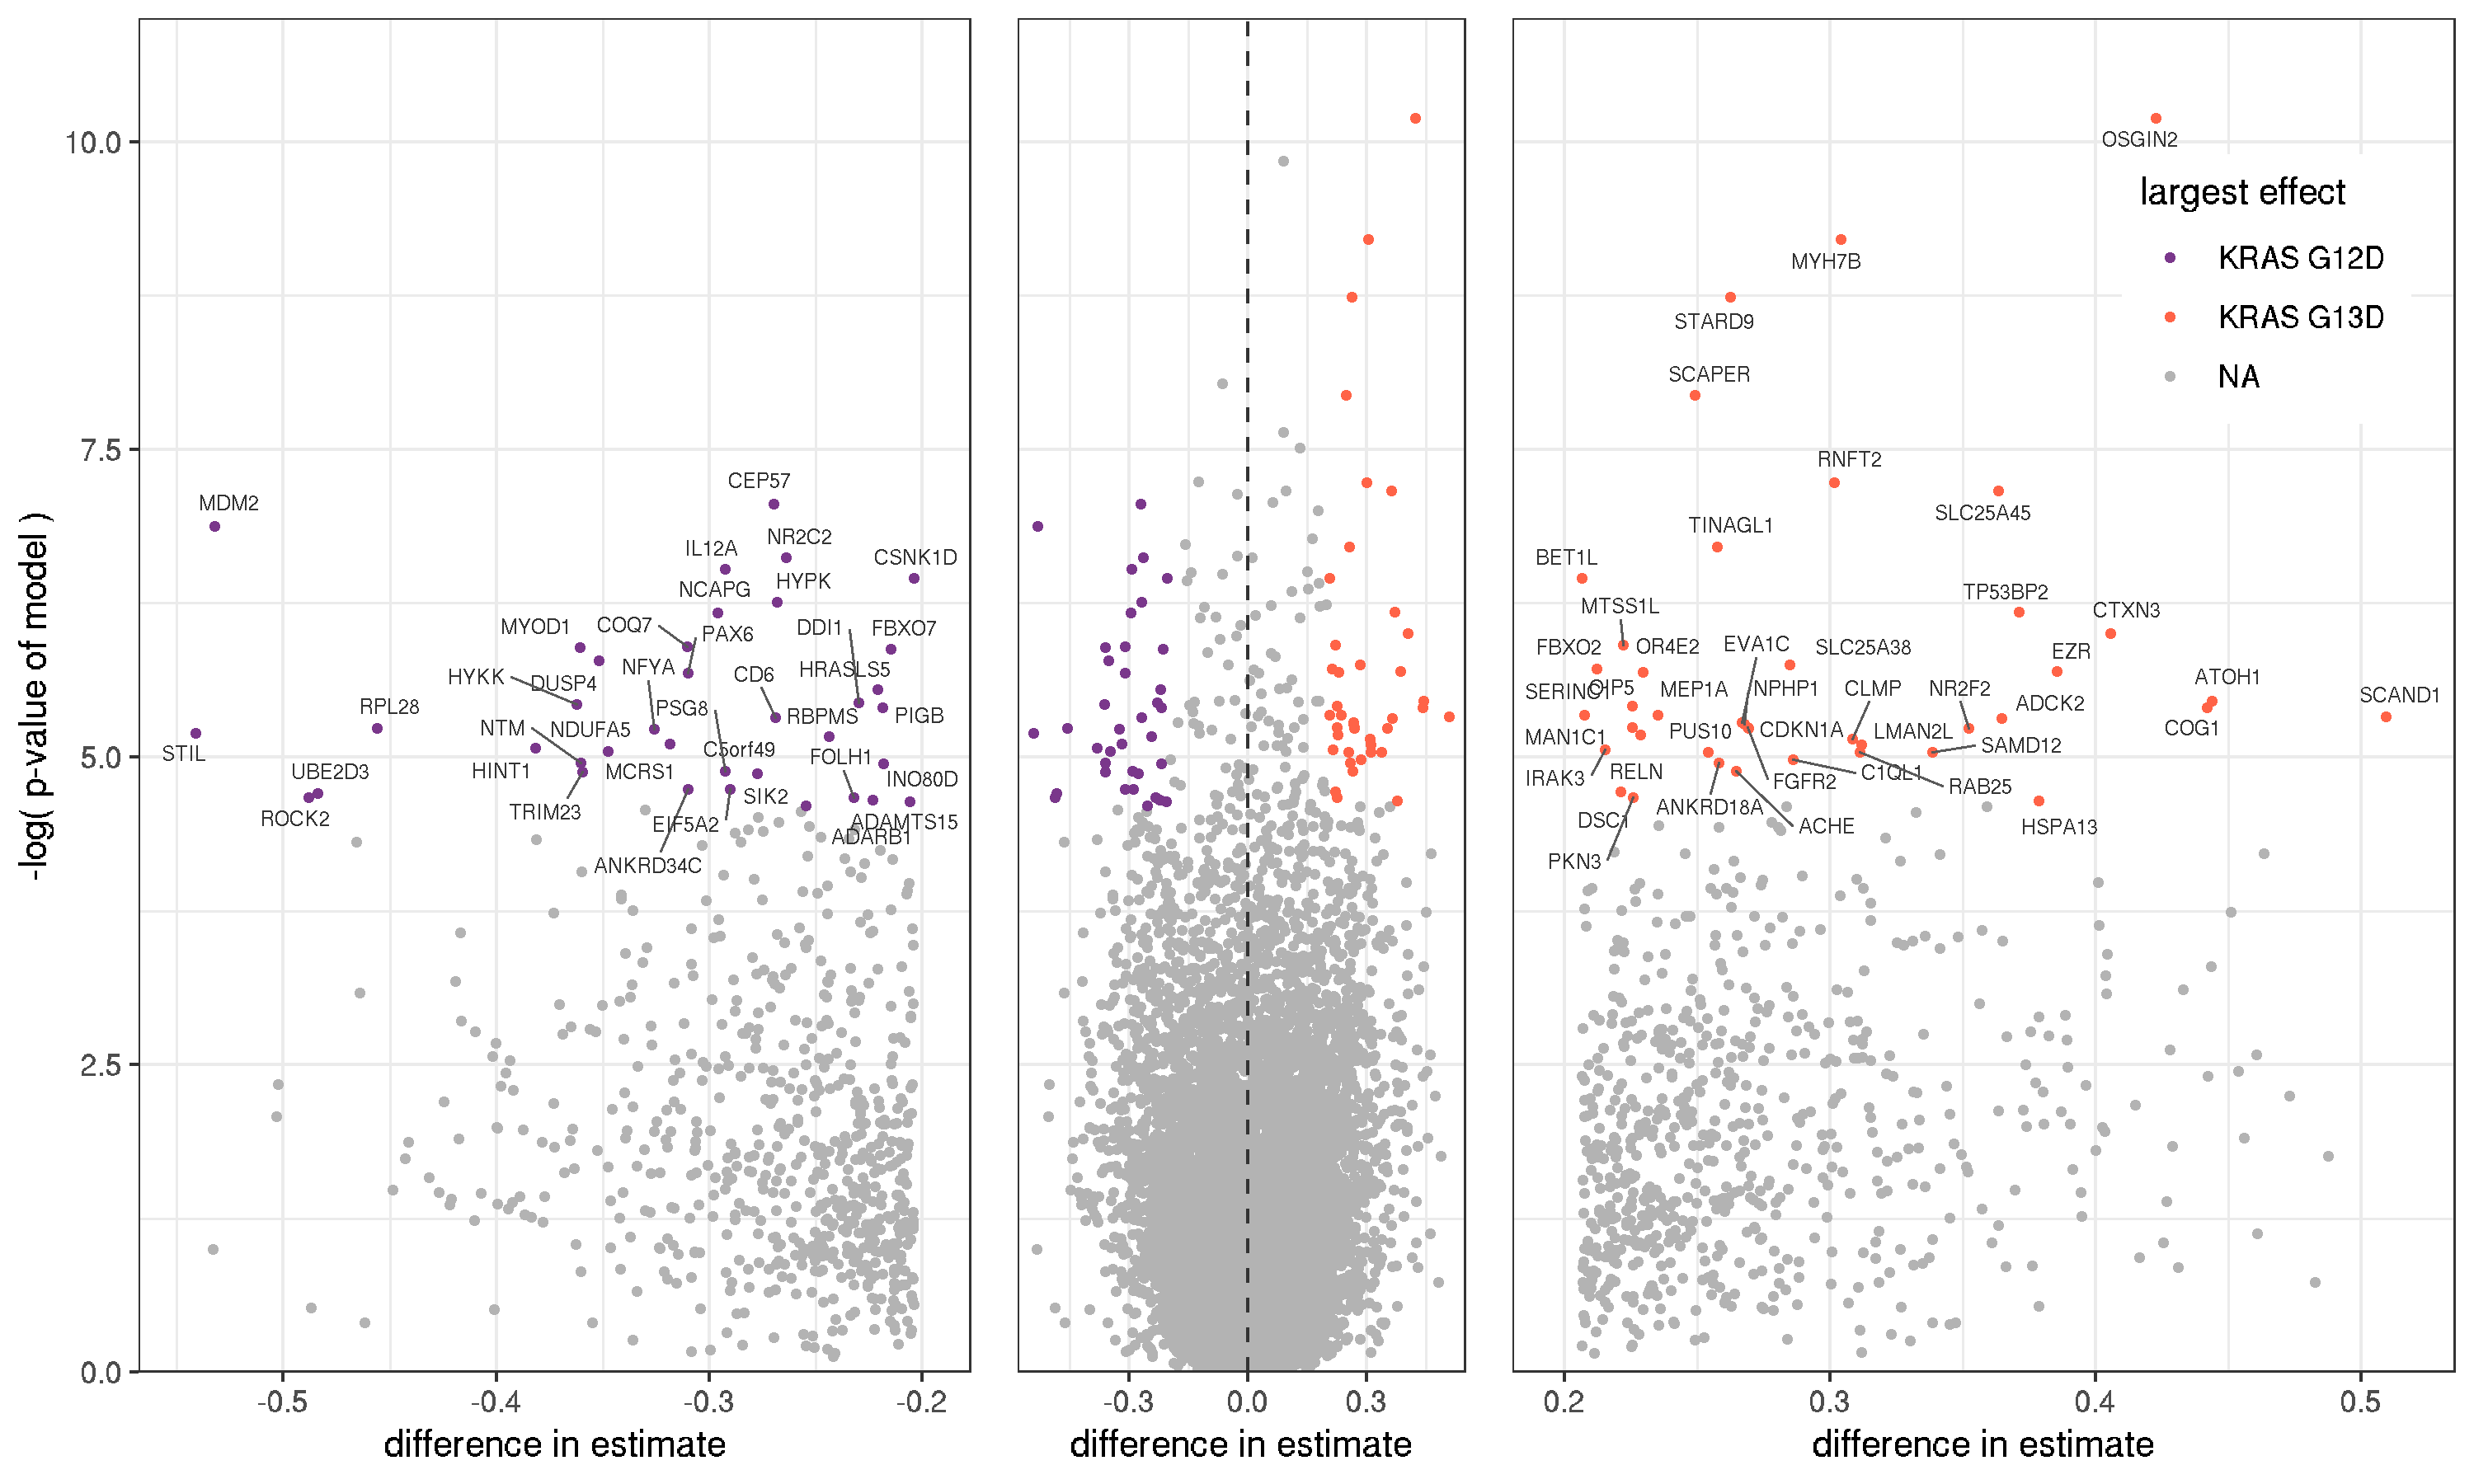 -log( p-value of model )
10.0
7.5
5.0
2.5
0.0
MDM2
CEP57
NR2C2
IL12A
CSNK1D
NCAPG
HYPK
MYOD1
COQ7
PAX6
DDI1
FBXO7
HYKK
DUSP4
NFYA
CD6
HRASLS5
RPL28
PSG8
RBPMS
PIGB
STIL
NTM
NDUFA5
C5orf49
FOLH1
UBE2D3
HINT1
MCRS1
INO80D
ROCK2
TRIM23
EIF5A2
SIK2
ADAMTS15
ADARB1
ANKRD34C
-0.5
-0.4
-0.3
-0.2
difference in estimate
-0.3
0.0
0.3
difference in estimate
OSGIN2
MYH7B
STARD9
SCAPER
RNFT2
SLC25A45
TINAGL1
BET1L
TP53BP2
MTSS1L
CTXN3
FBXO2
OR4E2
EVA1C
SLC25A38
EZR
SERINC1
OIP5
MEP1A
NPHP1
CLMP
NR2F2
ATOH1
ADCK2
SCAND1
MAN1C1
PUS10
CDKN1A
LMAN2L
COG1
SAMD12
IRAK3
RELN
FGFR2
C1QL1
RAB25
ANKRD18A
DSC1
ACHE
HSPA13
PKN3
0.2
0.3
0.4
0.5
difference in estimate
largest effect
KRAS G12D
KRAS G13D
NA